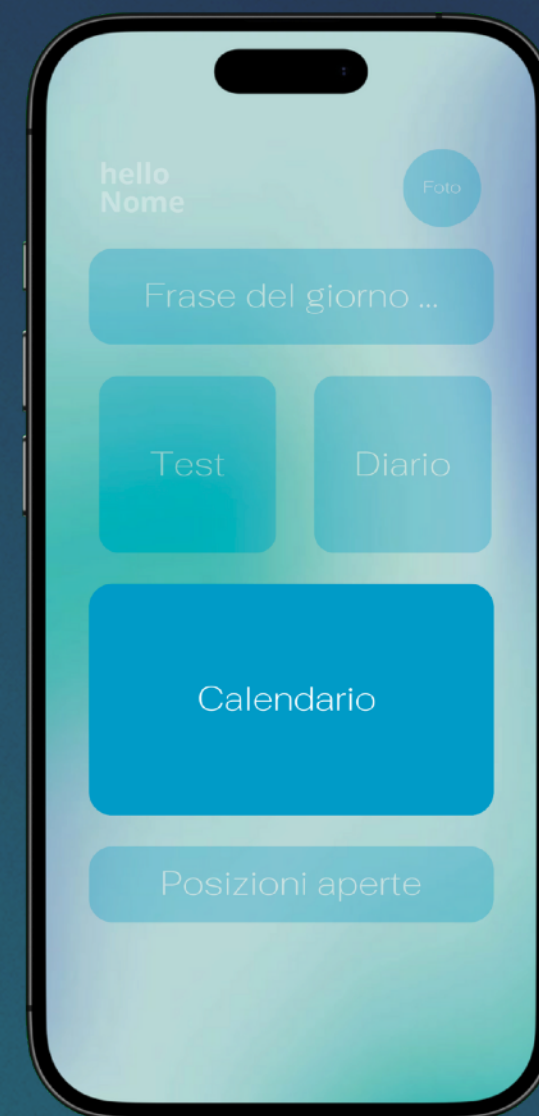 hello
Nome
Foto
Frase del giorno ...
Test
Diario
Calendario
Posizioni aperte